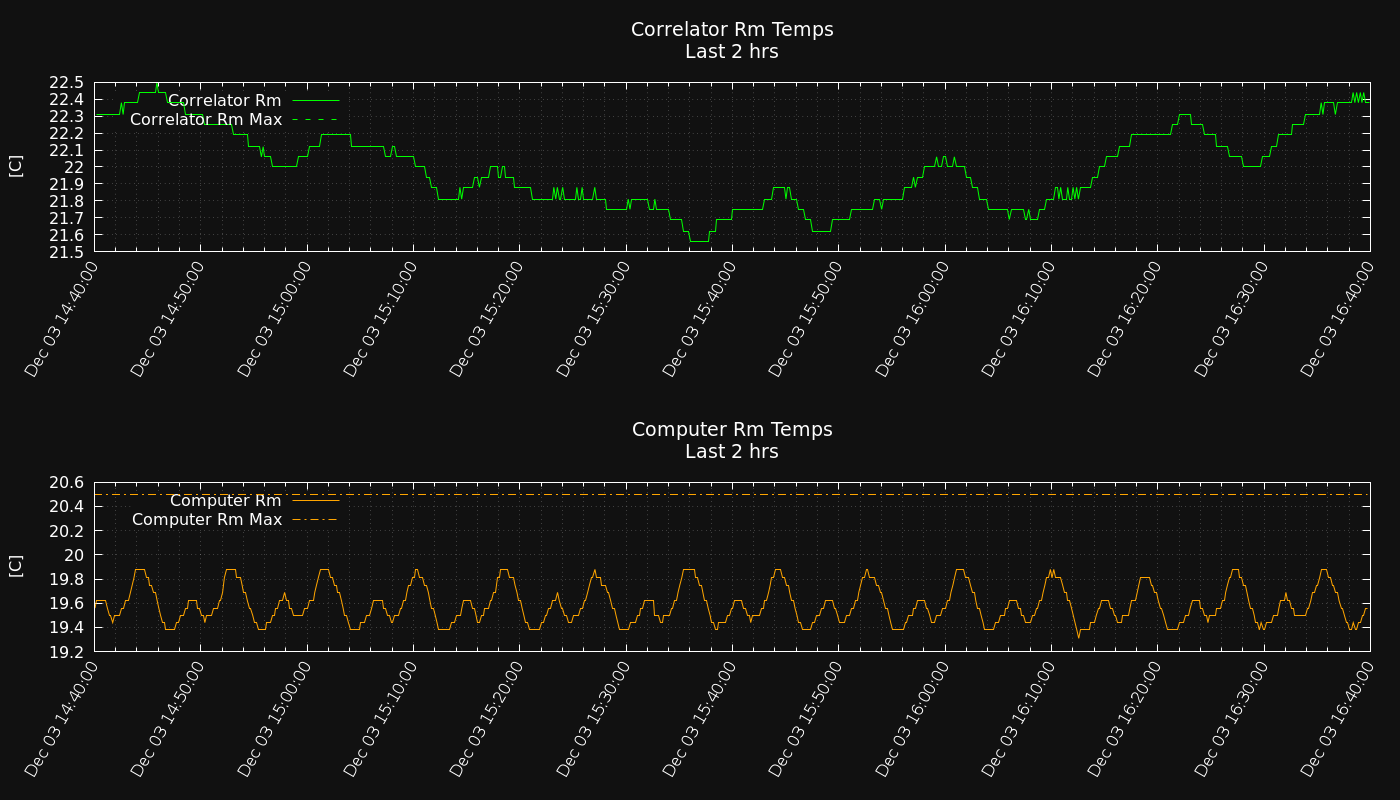 Correlator Rm Temps
Last 2 hrs
22.5
22.4
22.3
22.2
22.1
22
21.9
21.8
21.7
21.6
21.5
[C]
Correlator Rm
Correlator Rm Max
Dec 03 14:40:00
Dec 03 14:50:00
Dec 03 15:00:00
Dec 03 15:10:00
Dec 03 15:20:00
Dec 03 15:30:00
Dec 03 15:40:00
Dec 03 15:50:00
Dec 03 16:00:00
Dec 03 16:10:00
Dec 03 16:20:00
Dec 03 16:30:00
Dec 03 16:40:00
Computer Rm Temps
Last 2 hrs
20.6
20.4
20.2
20
19.8
19.6
19.4
19.2
[C]
Computer Rm
Computer Rm Max
Dec 03 14:40:00
Dec 03 14:50:00
Dec 03 15:00:00
Dec 03 15:10:00
Dec 03 15:20:00
Dec 03 15:30:00
Dec 03 15:40:00
Dec 03 15:50:00
Dec 03 16:00:00
Dec 03 16:10:00
Dec 03 16:20:00
Dec 03 16:30:00
Dec 03 16:40:00